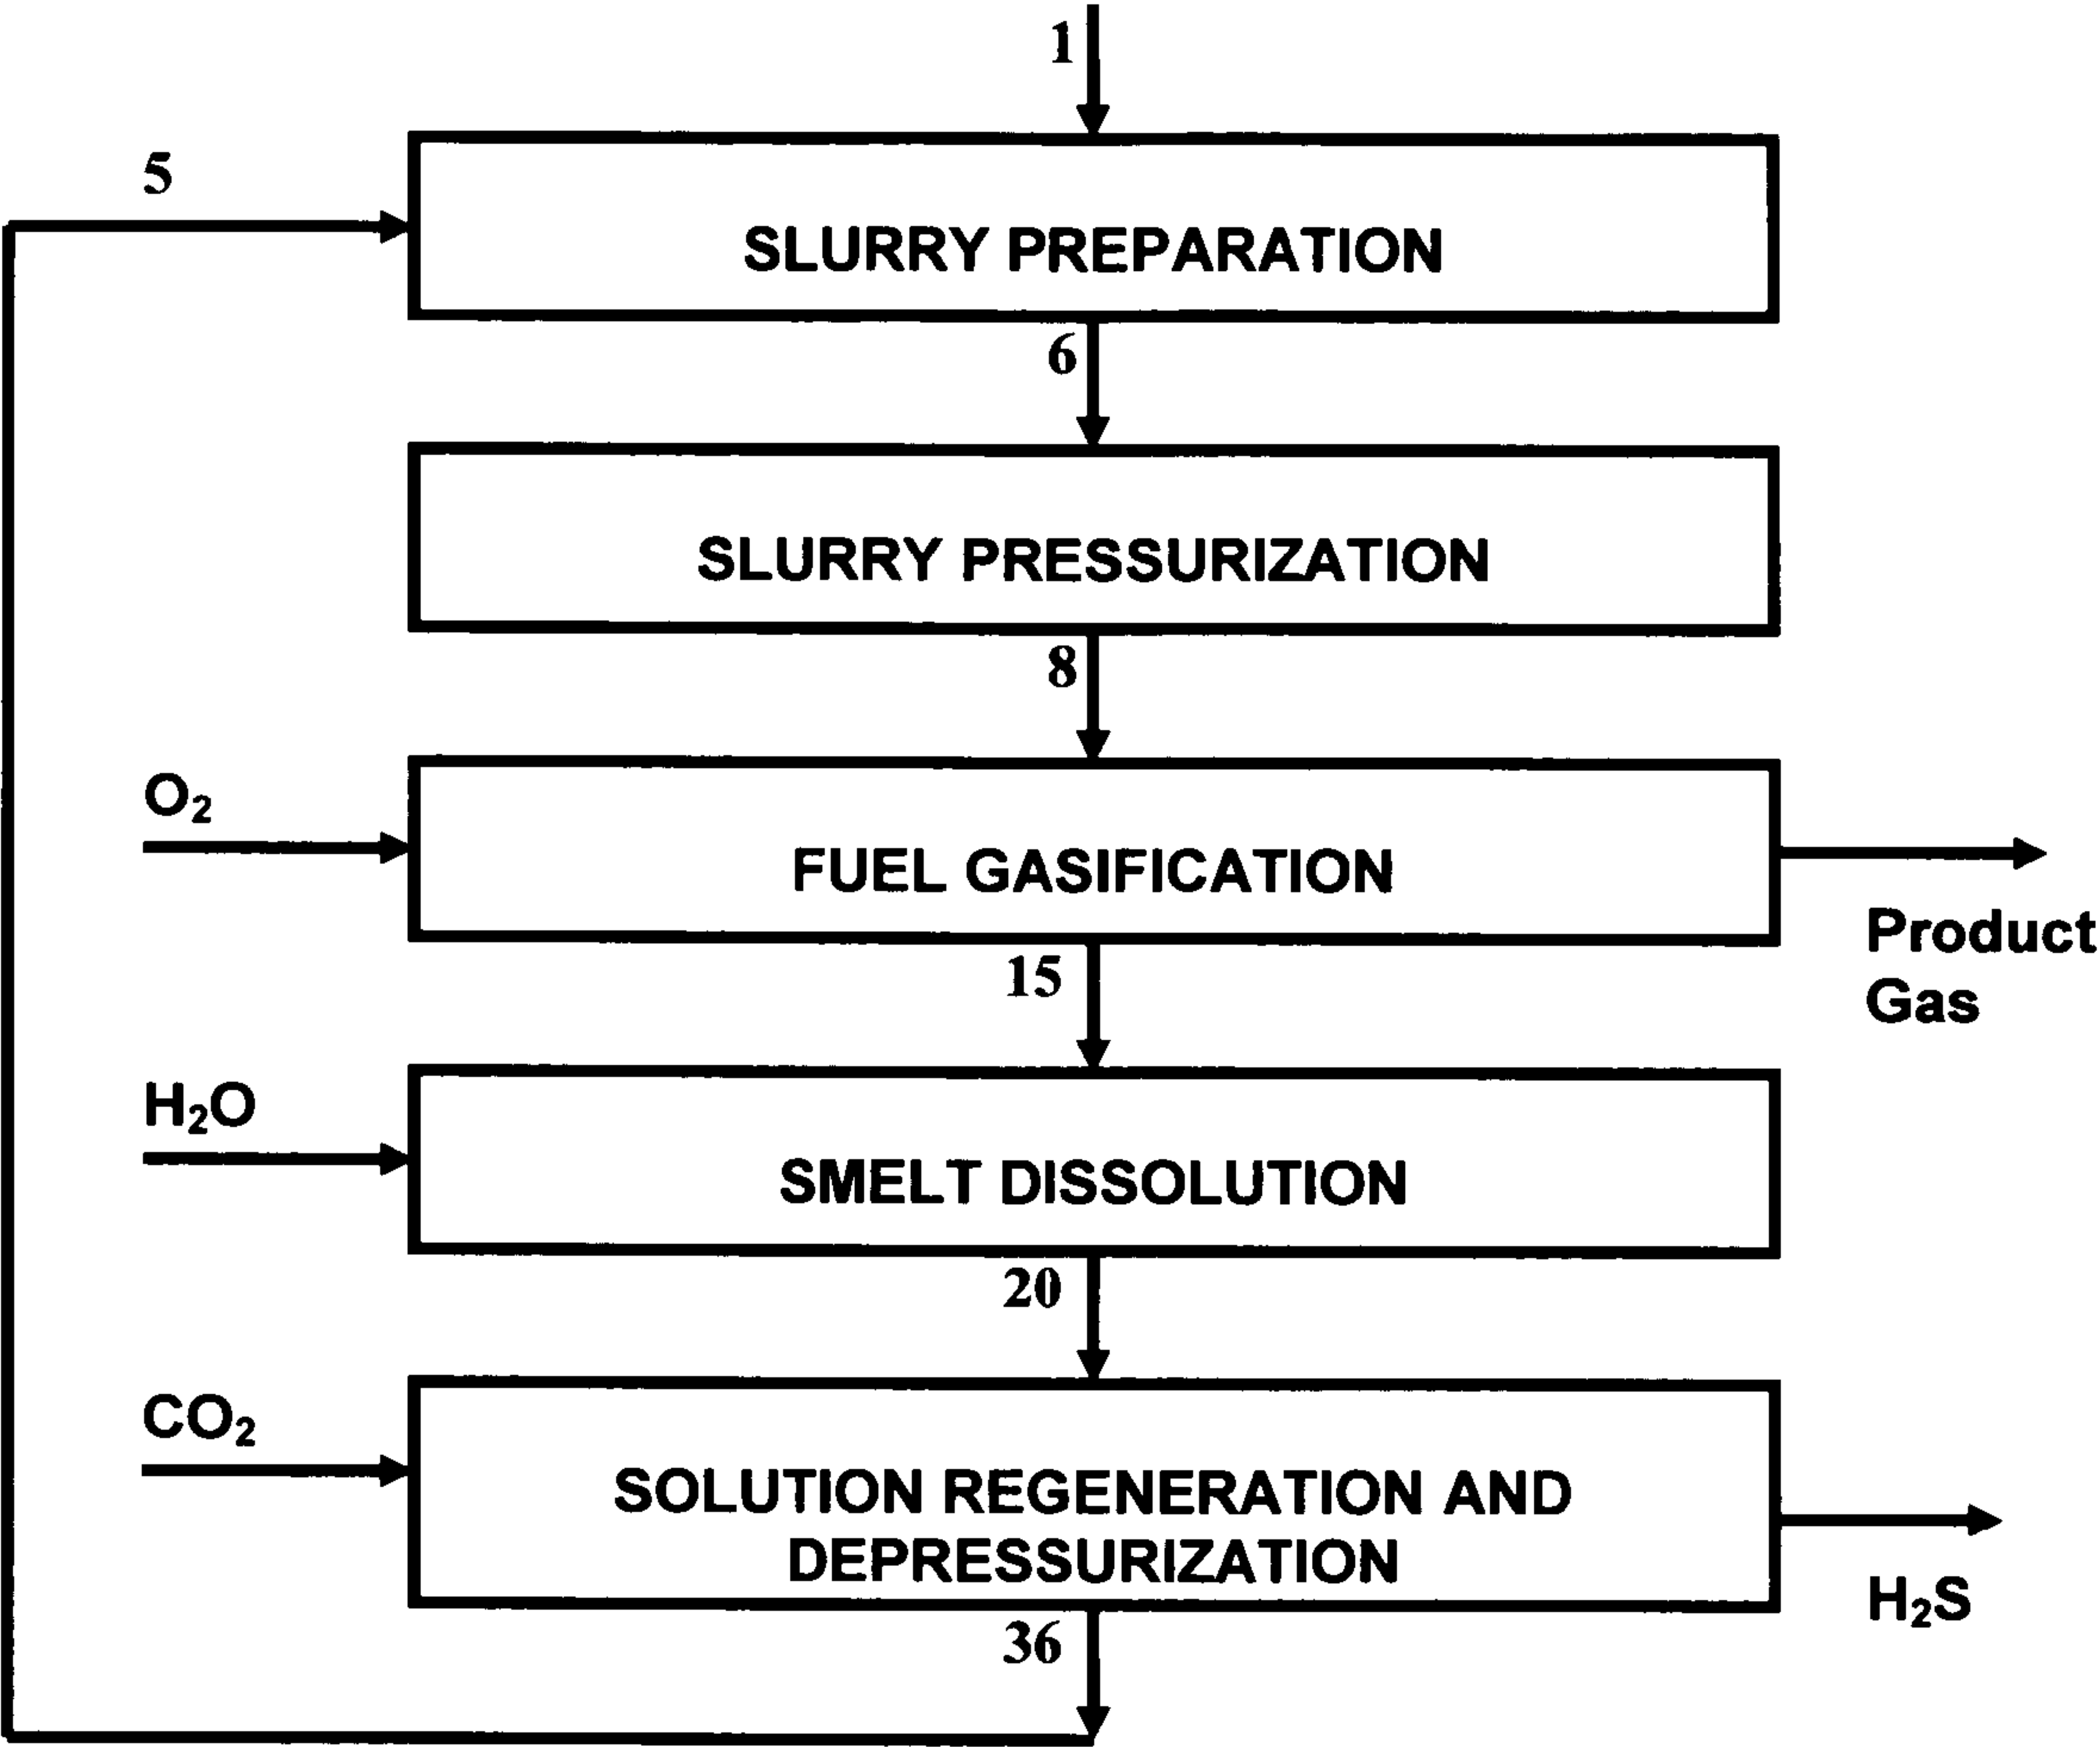 1
5
SLURRY PREPARATION
6
SLURRY PRESSURIZATION
8
O₂
FUEL GASIFICATION
Product
Gas
15
H₂O
SMELT DISSOLUTION
20
CO₂
SOLUTION REGENERATION AND
DEPRESSURIZATION
H₂S
36